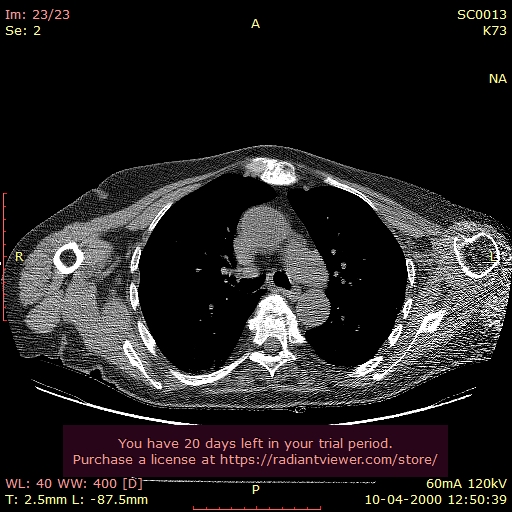 Im: 23/23
Se: 2
A
SC0013
K73
NA
R
You have 20 days left in your trial period.
Purchase a license at https://radiantviewer.com/store/
WL: 40 WW: 400 [D]
T: 2.5mm L: -87.5mm
P
60mA 120kV
10-04-2000 12:50:39